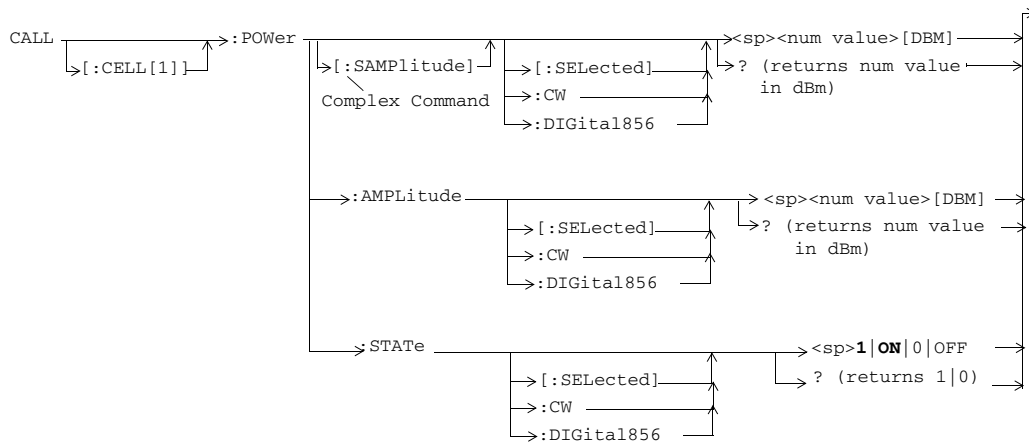 CALL :POWer <sp><num value>[DBM]
[:CELL[1]] [:SAMPlitude] [:SELected] ? (returns num value
in dBm)
Complex Command :CW
:DIGital856
:AMPLitude <sp><num value>[DBM]
[:SELected] ? (returns num value
in dBm)
:CW
:DIGital856
:STATe <sp>1|ON|0|OFF
[:SELected] ? (returns 1|0)
:CW
:DIGital856